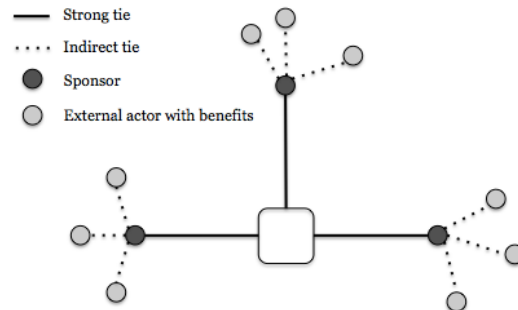 Strong tie
Indirect tie
Sponsor
External actor with benefits